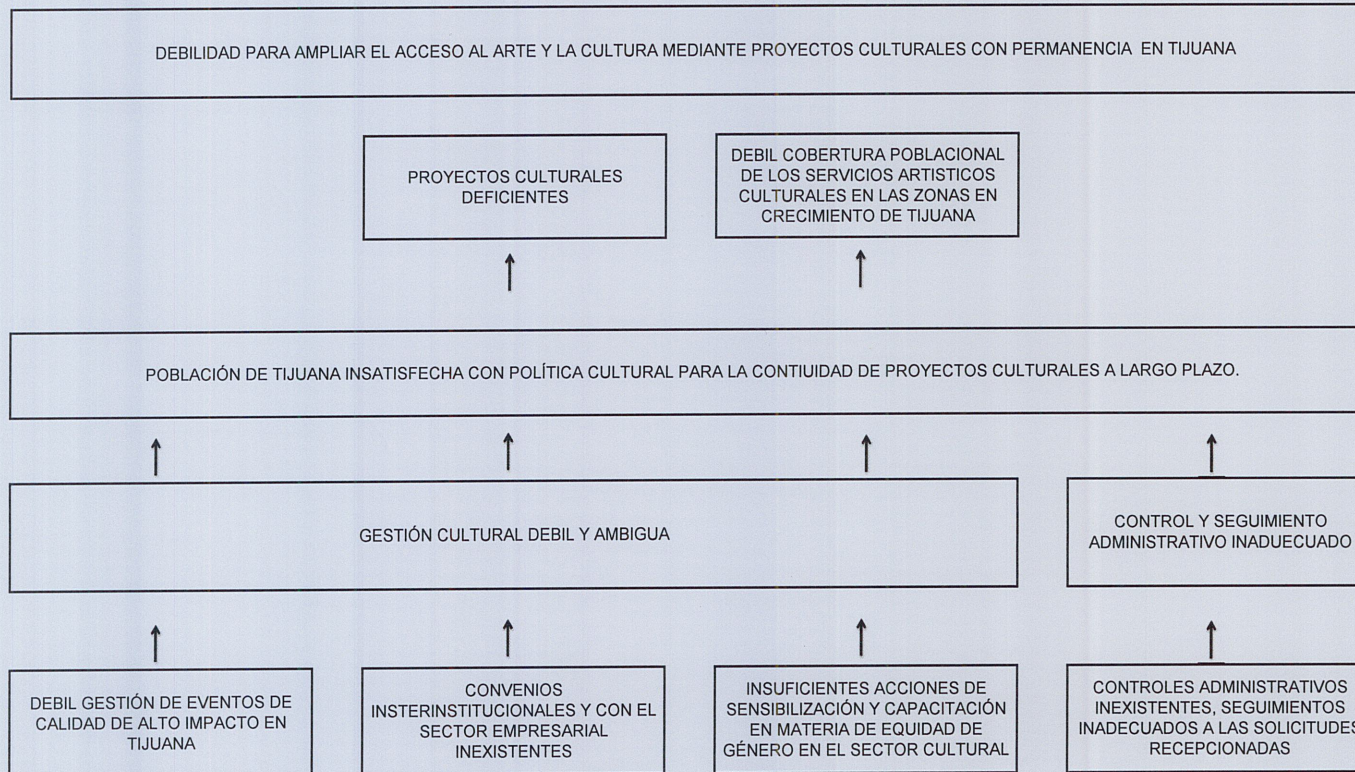 DEBILIDAD PARA AMPLIAR EL ACCESO AL ARTE Y LA CULTURA MEDIANTE PROYECTOS CULTURALES CON PERMANENCIA EN TIJUANA
PROYECTOS CULTURALES
DEFICIENTES
DEBIL COBERTURA POBLACIONAL
DE LOS SERVICIOS ARTISTICOS
CULTURALES EN LAS ZONAS EN
CRECIMIENTO DE TIJUANA
POBLACIÓN DE TIJUANA INSATISFECHA CON POLÍTICA CULTURAL PARA LA CONTIUIDAD DE PROYECTOS CULTURALES A LARGO PLAZO.
GESTIÓN CULTURAL DEBIL Y AMBIGUA
CONTROL Y SEGUIMIENTO
ADMINISTRATIVO INADUECUADO
DEBIL GESTIÓN DE EVENTOS DE
CALIDAD DE ALTO IMPACTO EN
TIJUANA
CONVENIOS
INSTERINSTITUCIONALES Y CON EL
SECTOR EMPRESARIAL
INEXISTENTES
INSUFICIENTES ACCIONES DE
SENSIBILIZACIÓN Y CAPACITACIÓN
EN MATERIA DE EQUIDAD DE
GÉNERO EN EL SECTOR CULTURAL
CONTROLES ADMINISTRATIVOS
INEXISTENTES, SEGUIMIENTOS
INADECUADOS A LAS SOLICITUDES
RECEPCIONADAS